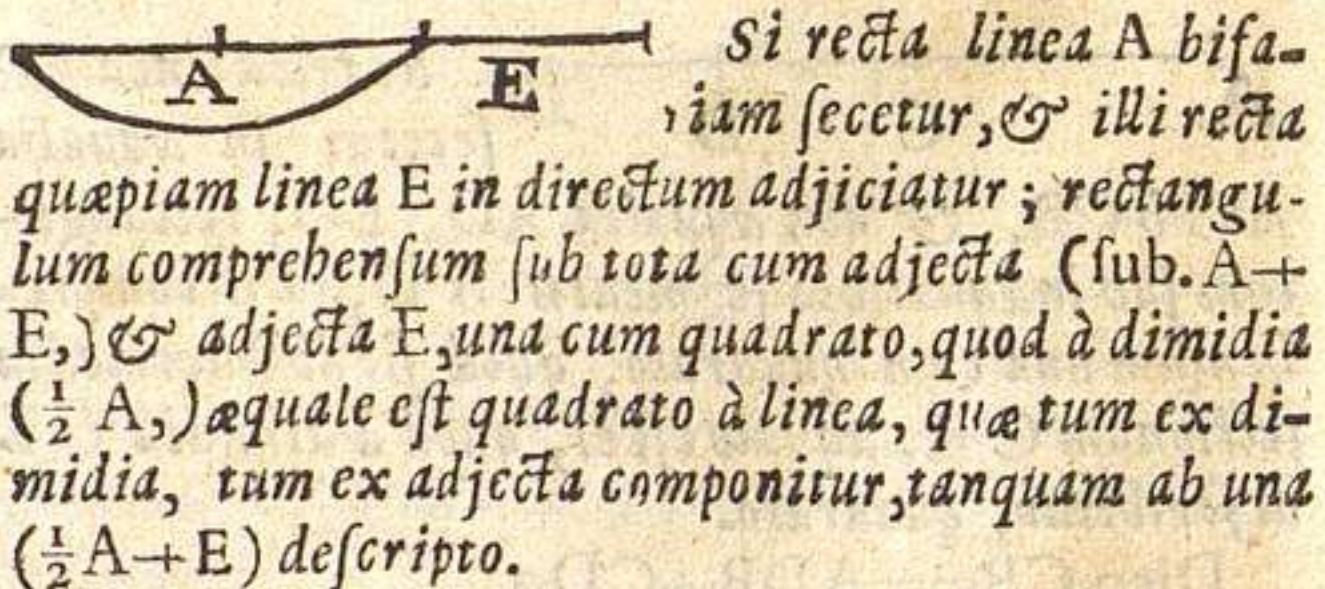 A E
Si recta linea A bifa-
riam ſecetur, & illi recta
quæpiam linea E in directum adjiciatur; rectangu-
lum comprehenſum ſub tota cum adjecta (ſub. A+
E,) & adjecta E, una cum quadrato, quod à dimidia
(½ A,) æquale eſt quadrato à linea, quæ tum ex di-
midia, tum ex adjecta componitur, tanquam ab una
(½ A+E) deſcripto.